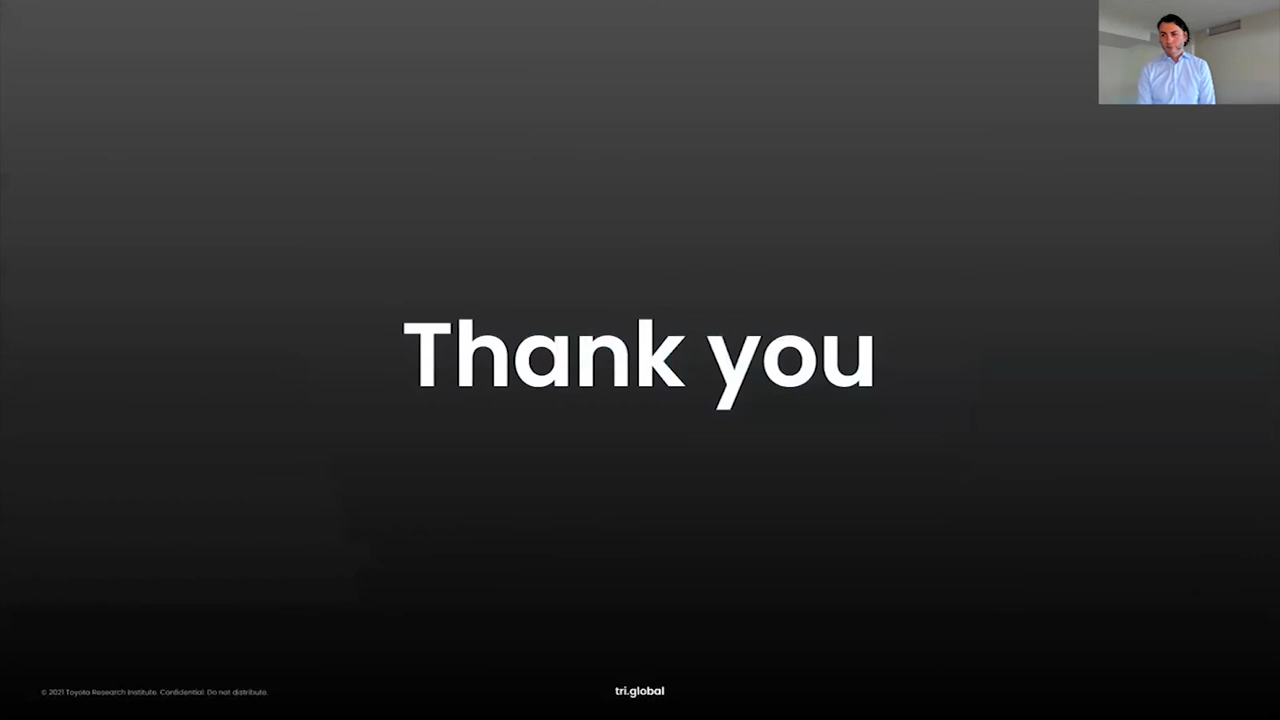 Thank you
© 2021 Toyota Research Institute. Confidential. Do not distribute.
tri.global